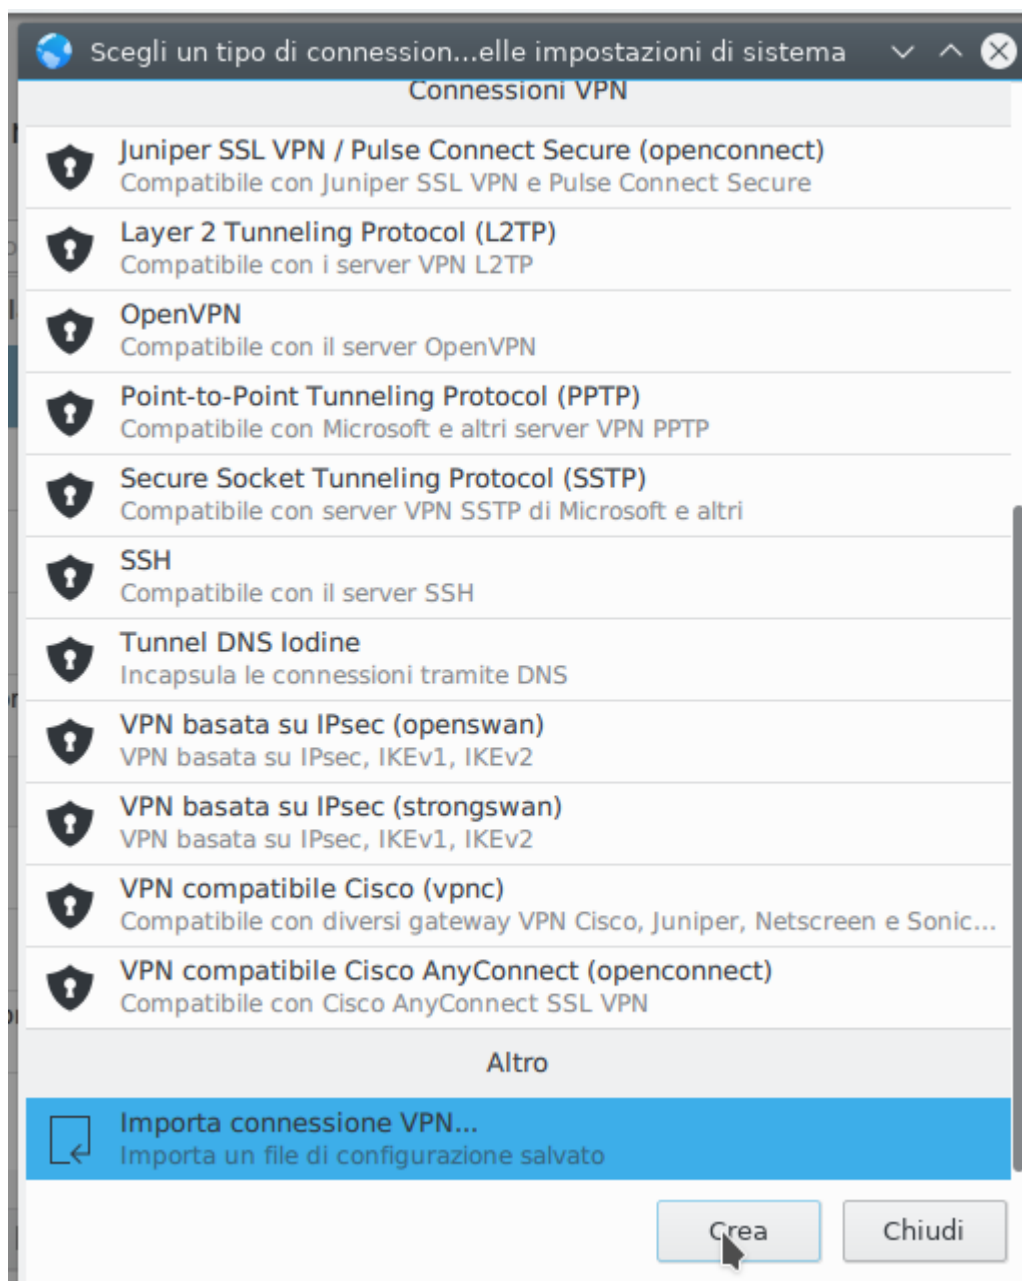 Scegli un tipo di connession...elle impostazioni di sistema
Connessioni VPN
Juniper SSL VPN / Pulse Connect Secure (openconnect)
Compatibile con Juniper SSL VPN e Pulse Connect Secure
Layer 2 Tunneling Protocol (L2TP)
Compatibile con i server VPN L2TP
OpenVPN
Compatibile con il server OpenVPN
Point-to-Point Tunneling Protocol (PPTP)
Compatibile con Microsoft e altri server VPN PPTP
Secure Socket Tunneling Protocol (SSTP)
Compatibile con server VPN SSTP di Microsoft e altri
SSH
Compatibile con il server SSH
Tunnel DNS Iodine
Incapsula le connessioni tramite DNS
VPN basata su IPsec (openswan)
VPN basata su IPsec, IKEv1, IKEv2
VPN basata su IPsec (strongswan)
VPN basata su IPsec, IKEv1, IKEv2
VPN compatibile Cisco (vpnc)
Compatibile con diversi gateway VPN Cisco, Juniper, Netscreen e Sonic...
VPN compatibile Cisco AnyConnect (openconnect)
Compatibile con Cisco AnyConnect SSL VPN
Altro
Importa connessione VPN...
Importa un file di configurazione salvato
Crea
Chiudi